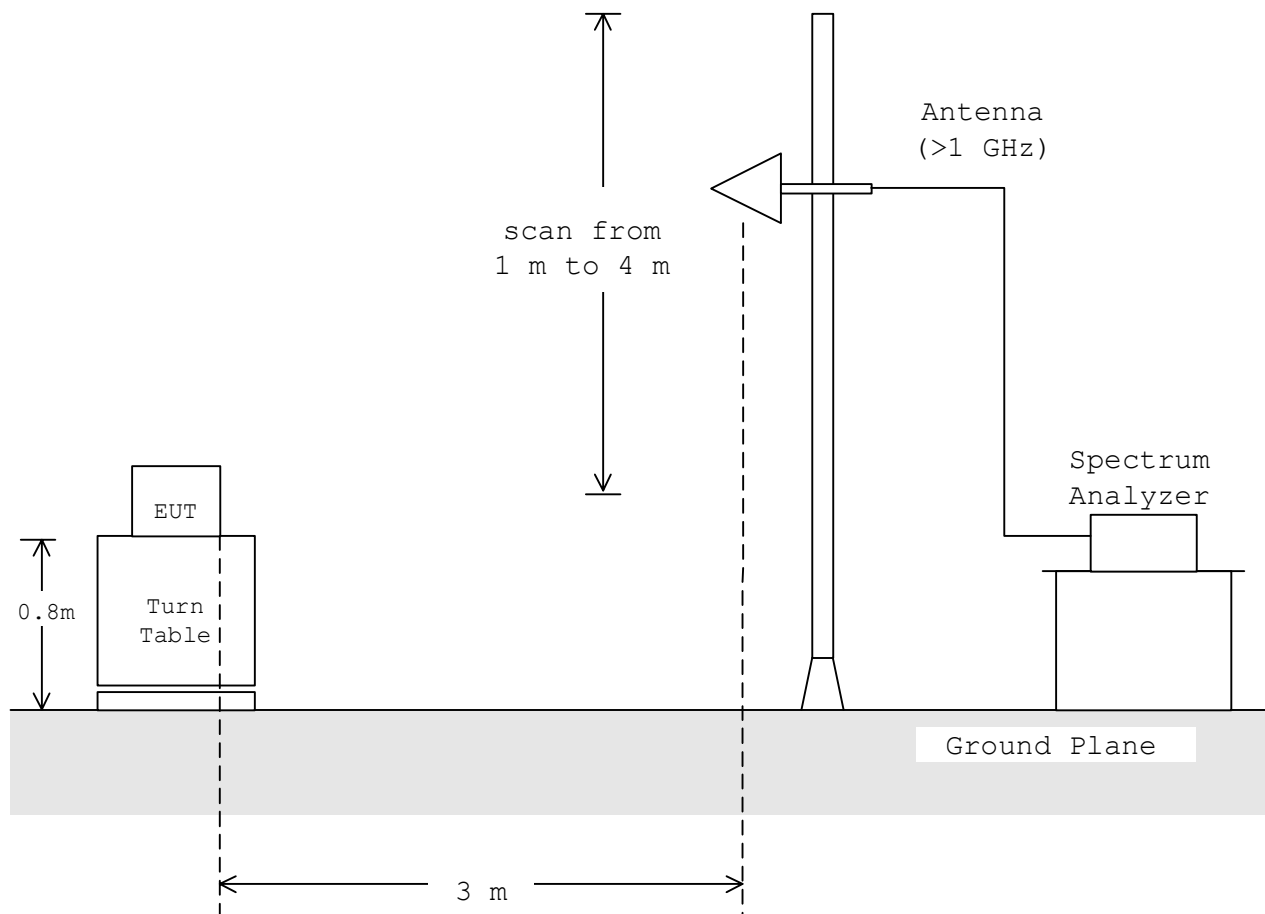 Antenna
(>1 GHz)
scan from
1 m to 4 m
Spectrum
Analyzer
EUT
0.8m
Turn
Table
Ground Plane
3 m